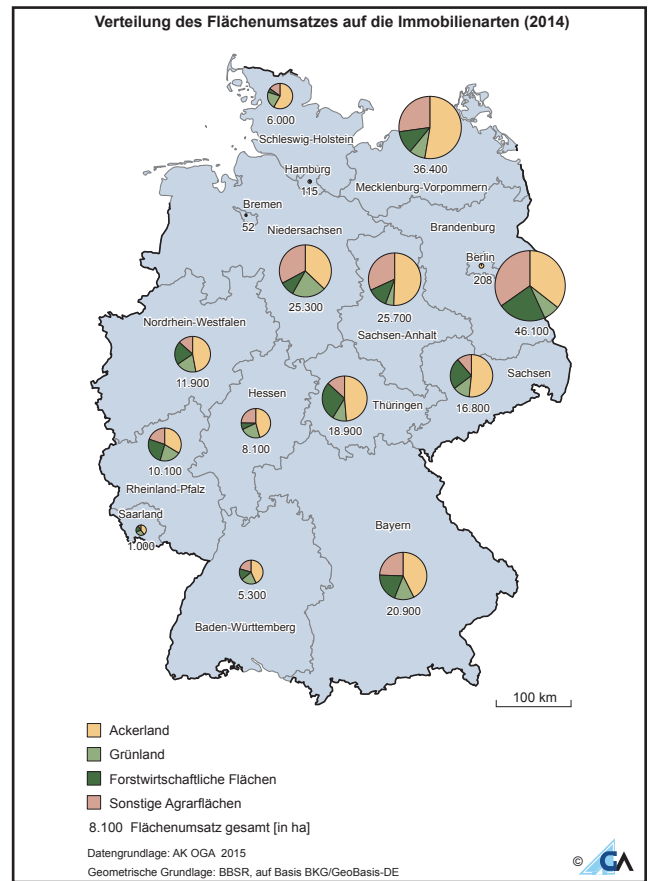 Verteilung des Flächenumsatzes auf die Immobilienarten (2014)
6.000
Schleswig-Holstein
36.400
Mecklenburg-Vorpommern
Hamburg
115
Bremen
52
Niedersachsen
25.300
Brandenburg
Berlin
208
46.100
25.700
Sachsen-Anhalt
Nordrhein-Westfalen
11.900
Hessen
8.100
Thüringen
18.900
Sachsen
16.800
10.100
Rheinland-Pfalz
Saarland
1.000
Bayern
20.900
5.300
Baden-Württemberg
100 km
Ackerland
Grünland
Forstwirtschaftliche Flächen
Sonstige Agrarflächen
8.100 Flächenumsatz gesamt [in ha]
Datengrundlage: AK OGA 2015
Geometrische Grundlage: BBSR, auf Basis BKG/GeoBasis-DE
© GA